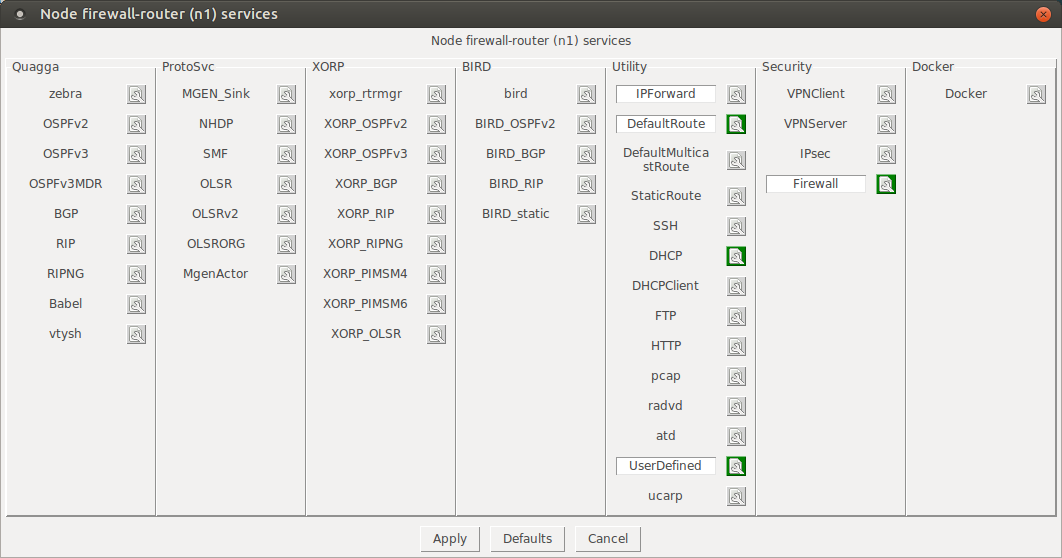 Node firewall-router (n1) services
Node firewall-router (n1) services
Quagga
zebra
OSPFv2
OSPFv3
OSPFv3MDR
BGP
RIP
RIPNG
Babel
vtysh
ProtoSvc
MGEN_Sink
NHDP
SMF
OLSR
OLSRv2
OLSRORG
MgenActor
XORP
xorp_rtrmgr
XORP_OSPFv2
XORP_OSPFv3
XORP_BGP
XORP_RIP
XORP_RIPNG
XORP_PIMSM4
XORP_PIMSM6
XORP_OLSR
BIRD
bird
BIRD_OSPFv2
BIRD_BGP
BIRD_RIP
BIRD_static
Utility
IPForward
DefaultRoute
DefaultMultica
stRoute
StaticRoute
SSH
DHCP
DHCPClient
FTP
HTTP
pcap
radvd
atd
UserDefined
ucarp
Security
VPNClient
VPNServer
IPsec
Firewall
Docker
Docker
Apply
Defaults
Cancel